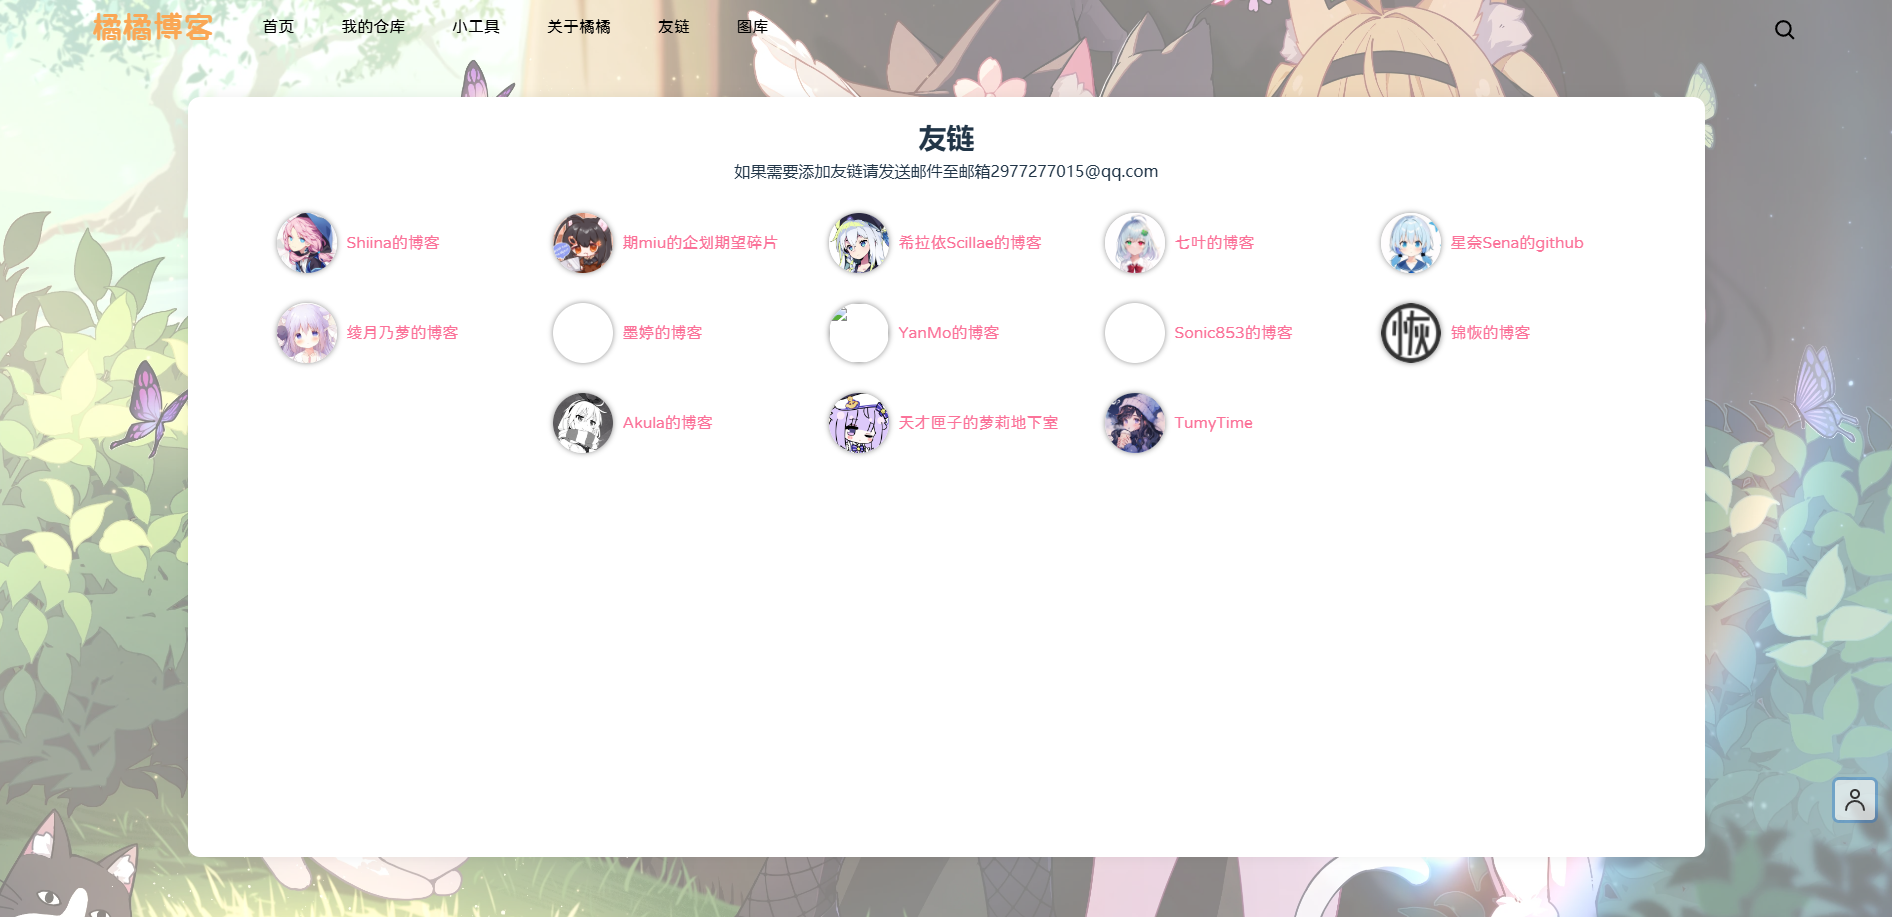 橘橘博客 首页 我的仓库 小工具 关于橘橘 友链 图库
友链
如果需要添加友链请发送邮件至邮箱2977277015@qq.com
Shiina的博客 期miu的企划期望碎片 希拉依Scillae的博客 七叶的博客 星奈Sena的github
绫月乃萝的博客 墨婷的博客 YanMo的博客 Sonic853的博客 恢 锦恢的博客
Akula的博客 天才匣子的萝莉地下室 TumyTime